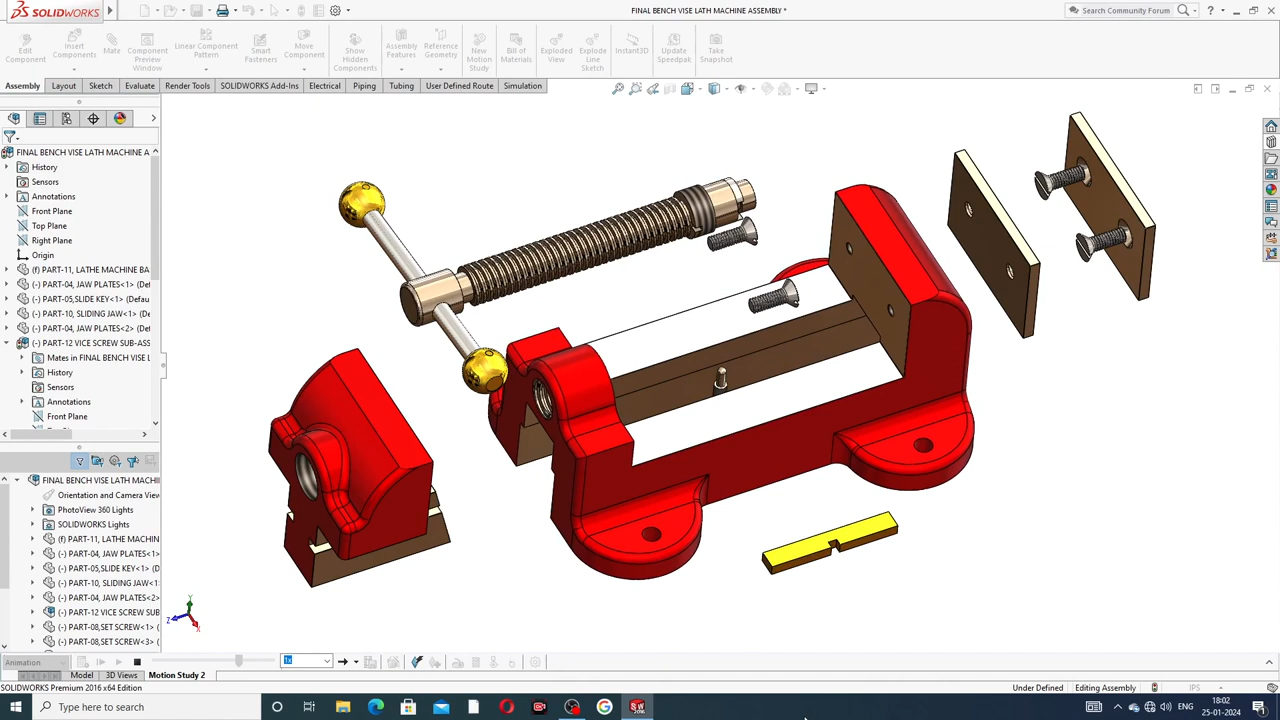 SOLIDWORKS
FINAL BENCH VISE LATH MACHINE ASSEMBLY *
Search Community Forum
Edit Component
Insert Components
Mate
Component Preview Window
Linear Component Pattern
Smart Fasteners
Move Component
Show Hidden Components
Assembly Features
Reference Geometry
New Motion Study
Bill of Materials
Exploded View
Explode Line Sketch
Instant3D
Update Speedpak
Take Snapshot
Assembly Layout Sketch Evaluate Render Tools SOLIDWORKS Add-Ins Electrical Piping Tubing User Defined Route Simulation
FINAL BENCH VISE LATH MACHINE A
History
Sensors
Annotations
Front Plane
Top Plane
Right Plane
Origin
(f) PART-11, LATHE MACHINE BA
(-) PART-04, JAW PLATES<1> (Def
(-) PART-05,SLIDE KEY<1> (Defau
(-) PART-10, SLIDING JAW<1> (D
(-) PART-04, JAW PLATES<2> (Def
(-) PART-12 VICE SCREW SUB-ASS
Mates in FINAL BENCH VISE L
History
Sensors
Annotations
Front Plane
FINAL BENCH VISE LATH MACHIN
Orientation and Camera View
PhotoView 360 Lights
SOLIDWORKS Lights
(f) PART-11, LATHE MACHIN
(-) PART-04, JAW PLATES<1>
(-) PART-05,SLIDE KEY<1> (D
(-) PART-10, SLIDING JAW<1
(-) PART-04, JAW PLATES<2>
(-) PART-12 VICE SCREW SUB
(-) PART-08,SET SCREW<1> (
(-) PART-08,SET SCREW<3> (
Y
Z
X
Animation
1x
Model 3D Views Motion Study 2
SOLIDWORKS Premium 2016 x64 Edition
Under Defined Editing Assembly IPS
Type here to search
ENG
18:02
25-01-2024